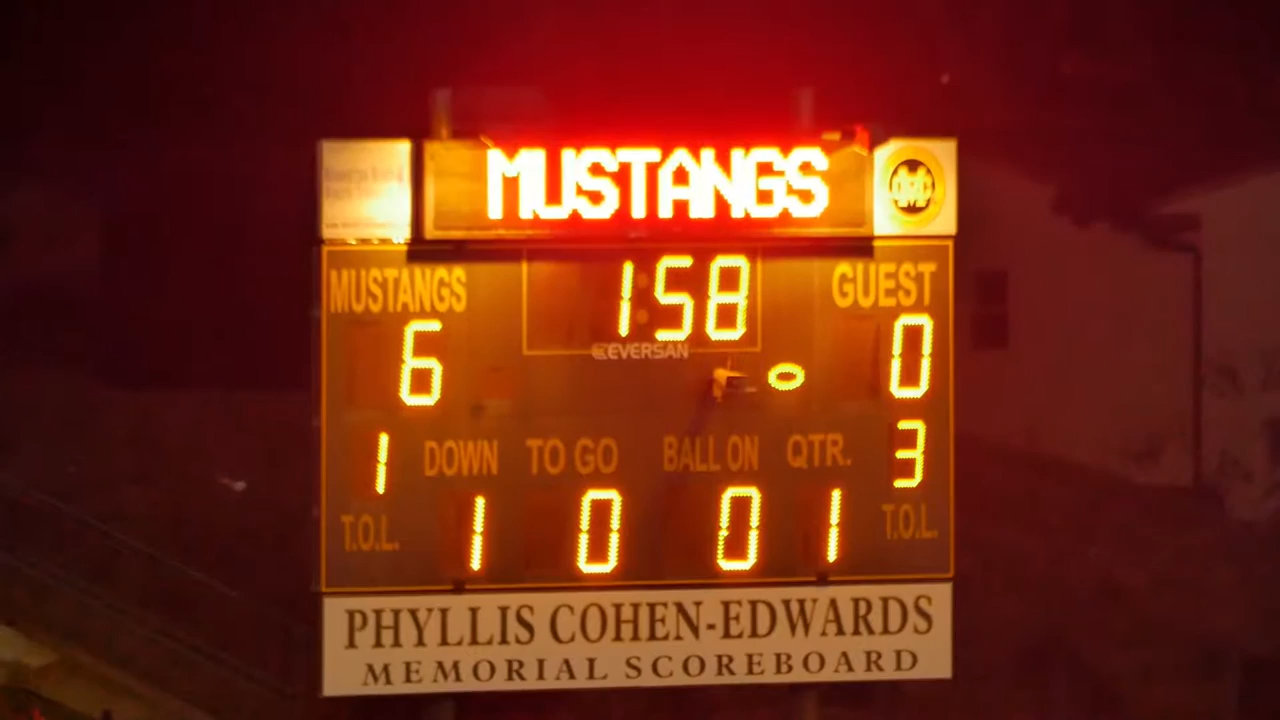 MUSTANGS
MUSTANGS 158 GUEST
EVERSAN
6 0
1 DOWN TO GO BALL ON QTR. 3
T.O.L. 1 0 0 1 T.O.L.
PHYLLIS COHEN-EDWARDS
MEMORIAL SCOREBOARD